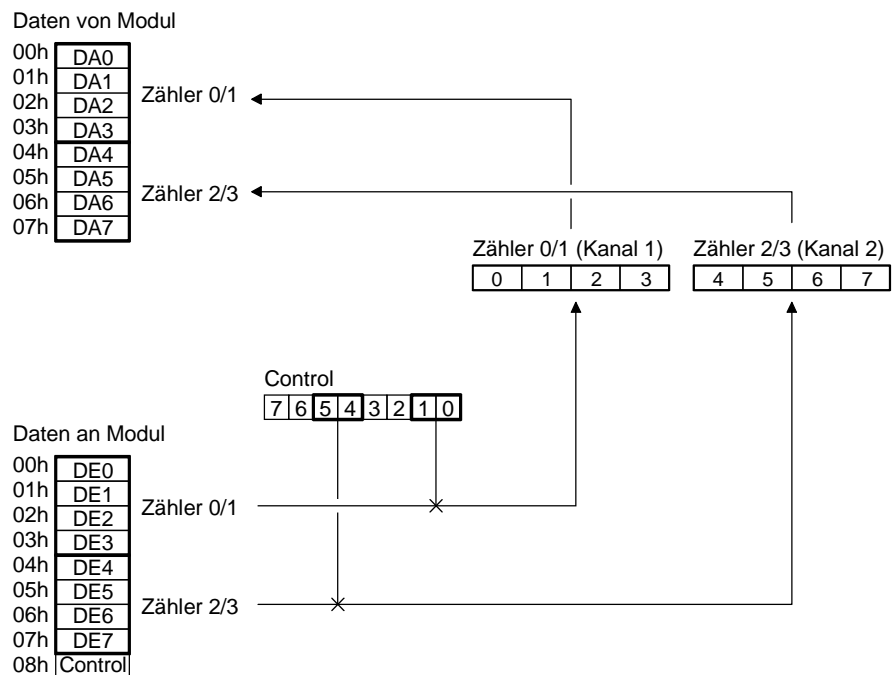 Daten von Modul
00h DA0
01h DA1
02h DA2
03h DA3
04h DA4
05h DA5
06h DA6
07h DA7
Zähler 0/1
Zähler 2/3
Zähler 0/1 (Kanal 1)
0 1 2 3
Zähler 2/3 (Kanal 2)
4 5 6 7
Control
7 6 5 4 3 2 1 0
Daten an Modul
00h DE0
01h DE1
02h DE2
03h DE3
04h DE4
05h DE5
06h DE6
07h DE7
08h Control
Zähler 0/1
Zähler 2/3